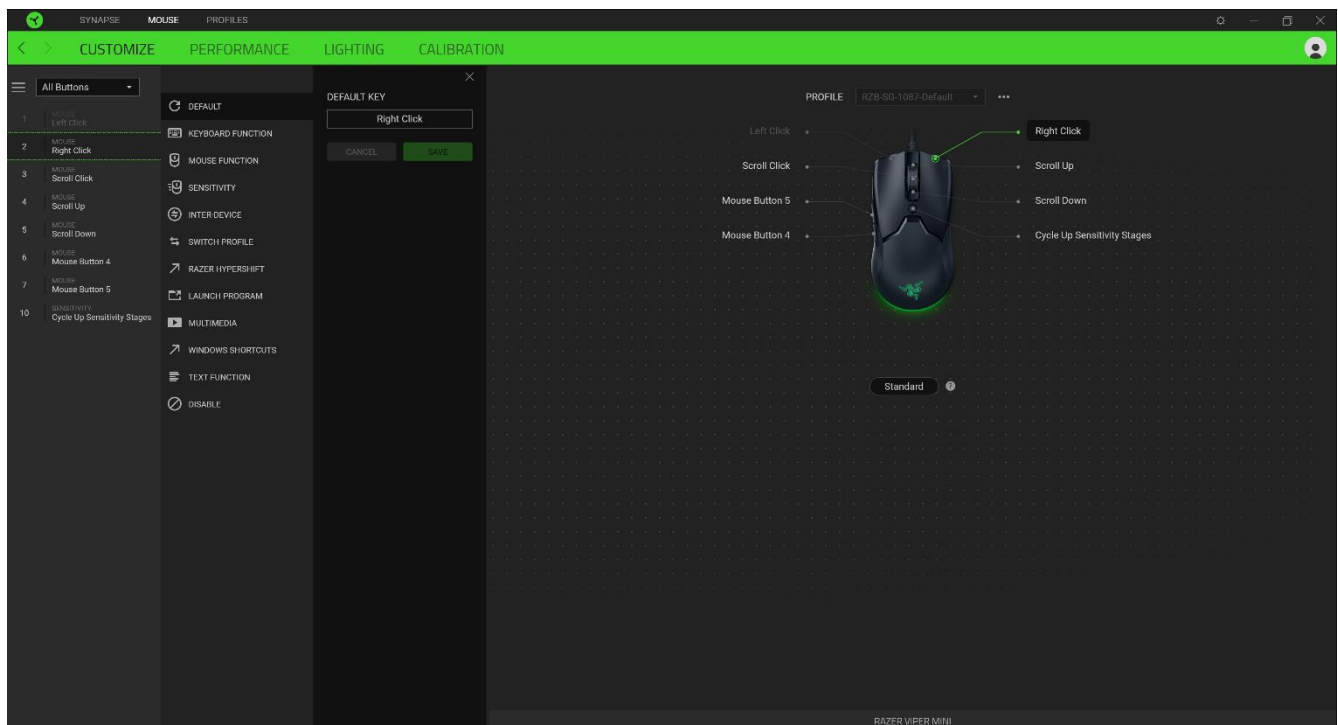 SYNAPSE MOUSE PROFILES
CUSTOMIZE PERFORMANCE LIGHTING CALIBRATION
All Buttons
1 MOUSE
Left Click
2 MOUSE
Right Click
3 MOUSE
Scroll Click
4 MOUSE
Scroll Up
5 MOUSE
Scroll Down
6 MOUSE
Mouse Button 4
7 MOUSE
Mouse Button 5
10 SENSITIVITY
Cycle Up Sensitivity Stages
DEFAULT
KEYBOARD FUNCTION
MOUSE FUNCTION
SENSITIVITY
INTER-DEVICE
SWITCH PROFILE
RAZER HYPERSHIFT
LAUNCH PROGRAM
MULTIMEDIA
WINDOWS SHORTCUTS
TEXT FUNCTION
DISABLE
DEFAULT KEY
Right Click
CANCEL SAVE
PROFILE RZB-SG-1087-Default
Left Click Right Click
Scroll Click Scroll Up
Mouse Button 5 Scroll Down
Mouse Button 4 Cycle Up Sensitivity Stages
Standard ?
RAZER VIPER MINI